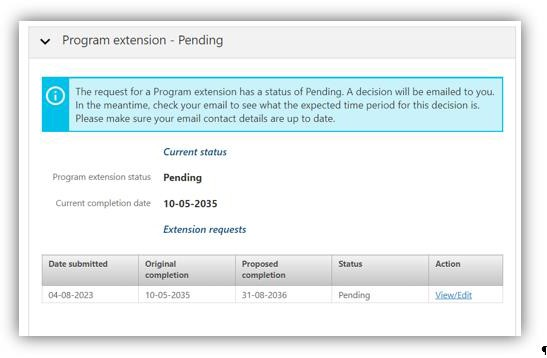 Program extension - Pending
The request for a Program extension has a status of Pending. A decision will be emailed to you.
In the meantime, check your email to see what the expected time period for this decision is.
Please make sure your email contact details are up to date.
Current status
Program extension status Pending
Current completion date 10-05-2035
Extension requests
Date submitted Original completion Proposed completion Status Action
04-08-2023 10-05-2035 31-08-2036 Pending View/Edit
¶